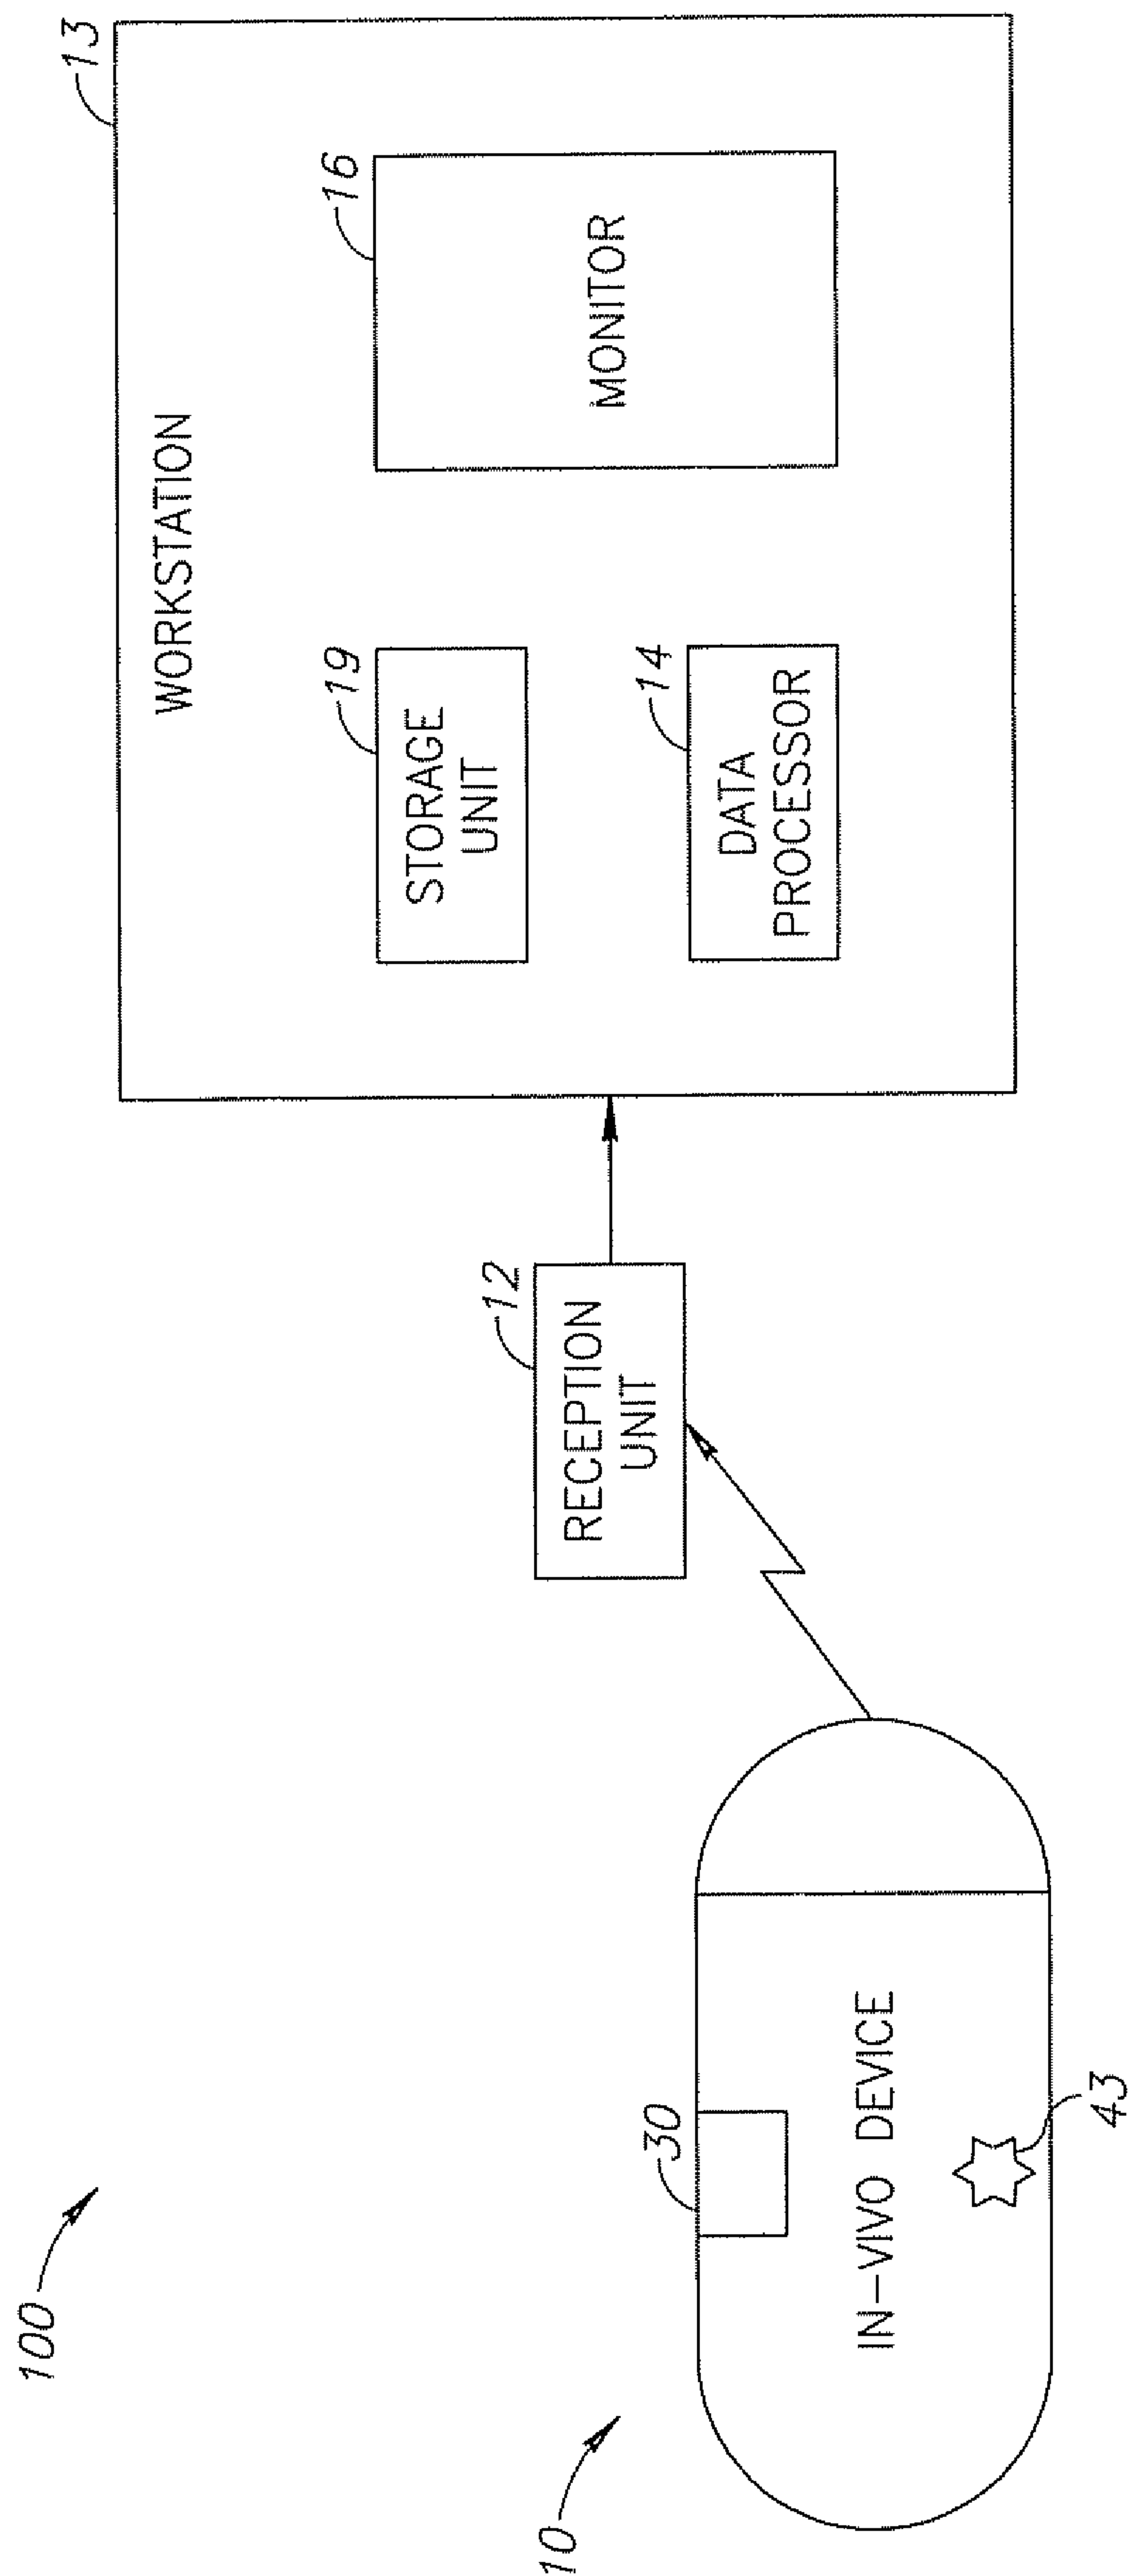 100
10
30
IN-VIVO DEVICE
43
12
RECEPTION
UNIT
13
WORKSTATION
19
STORAGE
UNIT
16
MONITOR
14
DATA
PROCESSOR